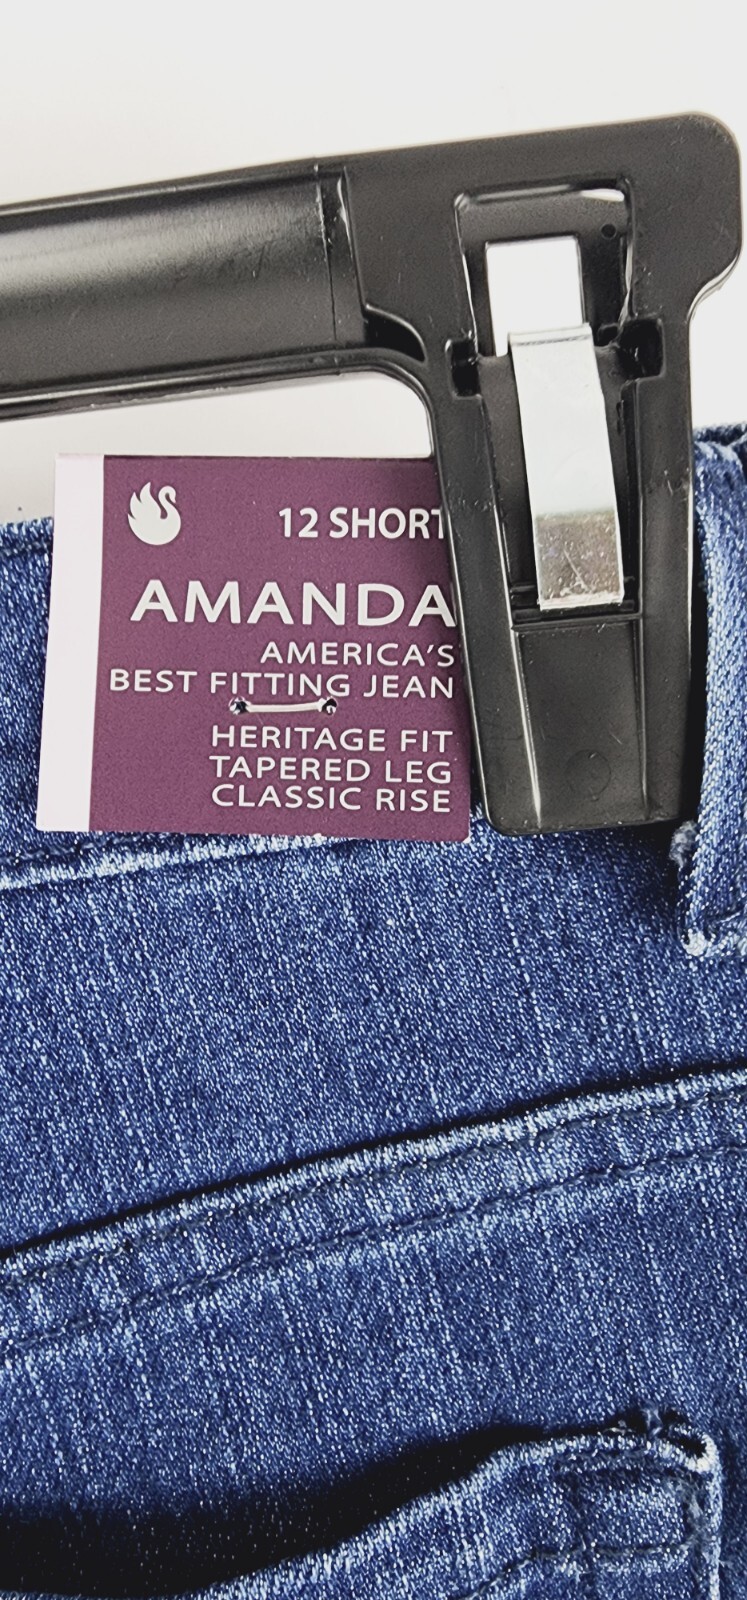 12 SHORT
AMANDA
AMERICA'S
BEST FITTING JEAN
HERITAGE FIT
TAPERED LEG
CLASSIC RISE